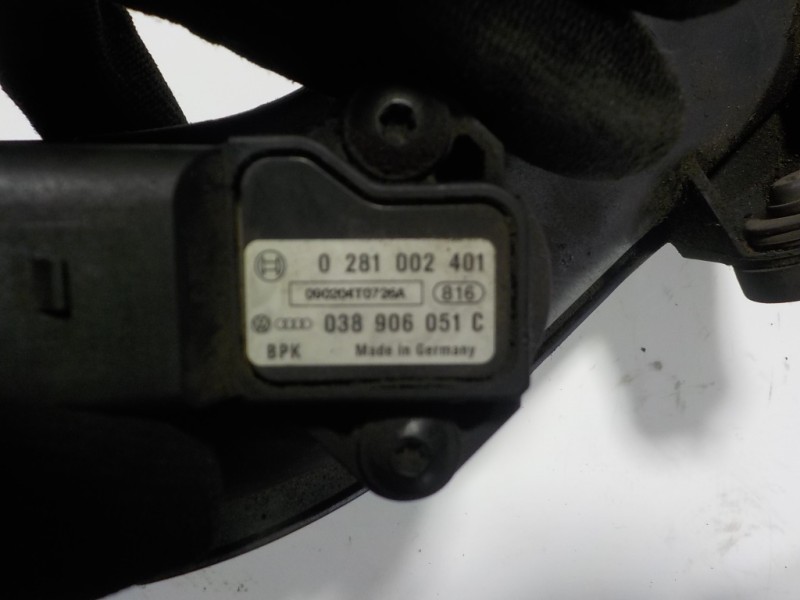 0 281 002 401
090204T0726A 816
038 906 051 C
BPK Made in Germany